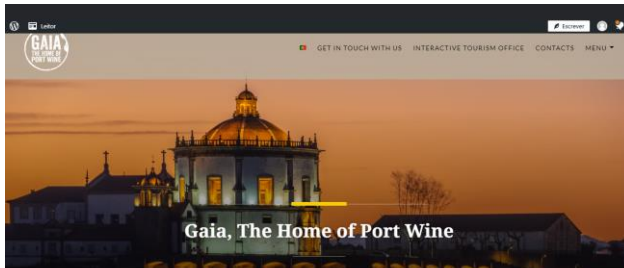 Leitor
Escrever
GAIA
THE HOME OF
PORT WINE
GET IN TOUCH WITH US INTERACTIVE TOURISM OFFICE CONTACTS MENU
Gaia, The Home of Port Wine